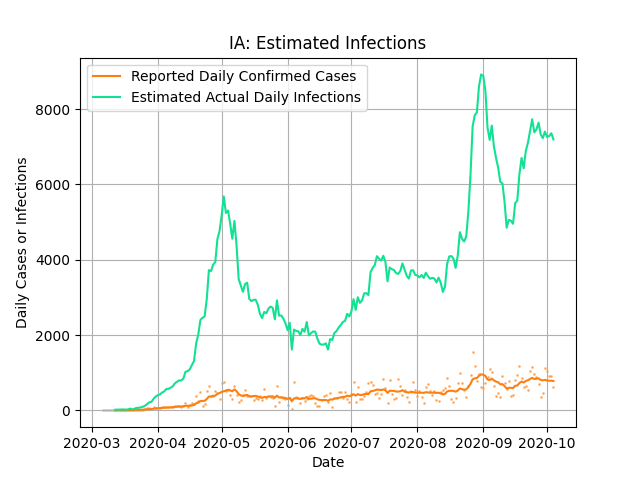 IA: Estimated Infections
Reported Daily Confirmed Cases
Estimated Actual Daily Infections
Daily Cases or Infections
8000
6000
4000
2000
0
2020-03 2020-04 2020-05 2020-06 2020-07 2020-08 2020-09 2020-10
Date